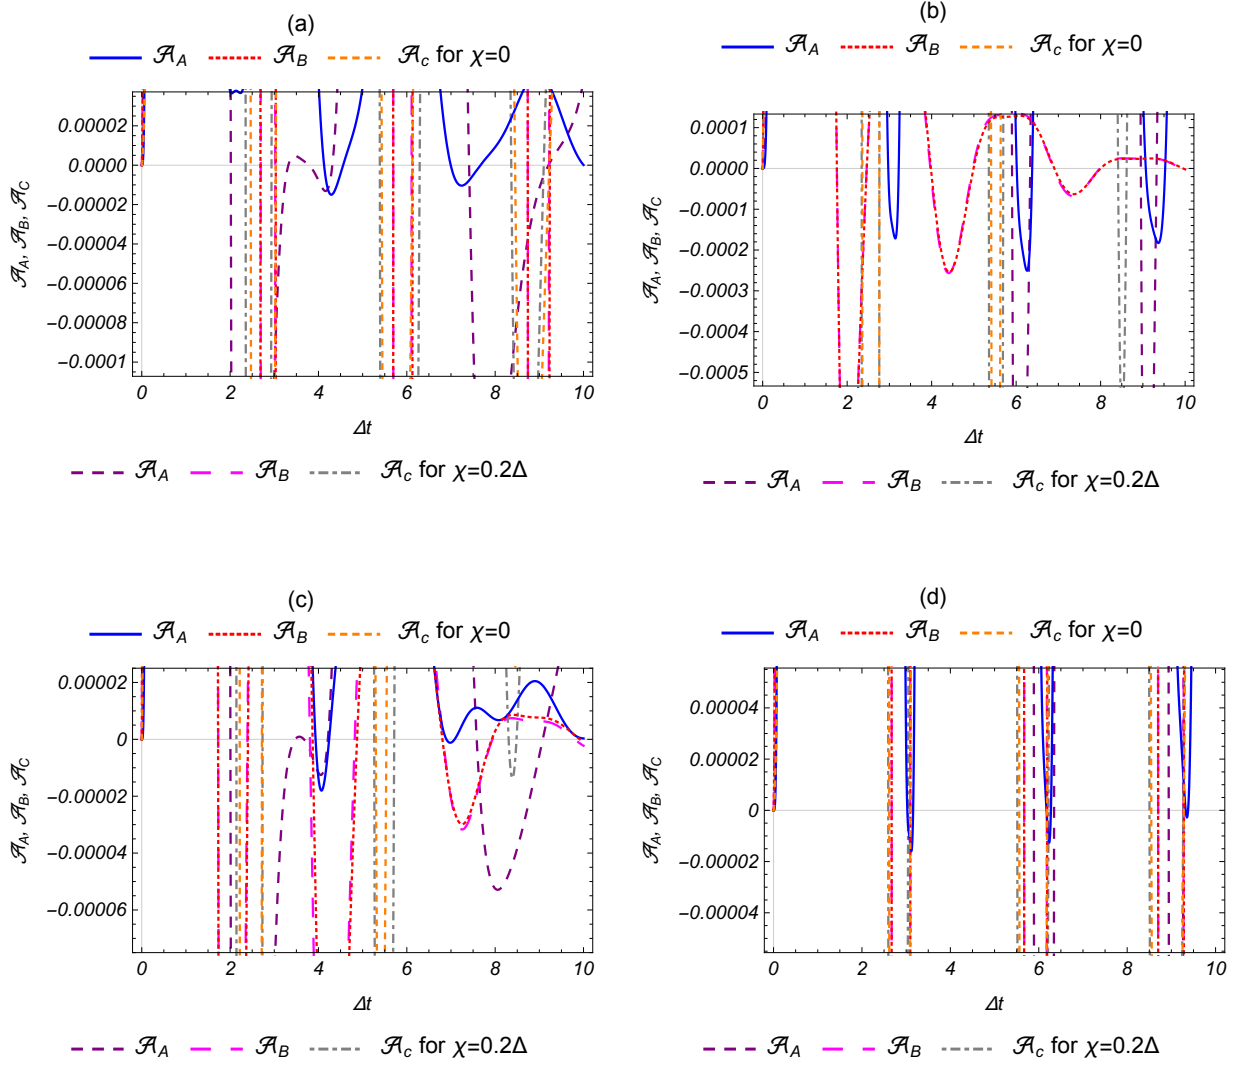 (a)
𝒜A 𝒜B 𝒜c for χ=0
0.00002
0.0000
−0.00002
−0.00004
−0.00006
−0.00008
−0.0001
𝒜A, 𝒜B, 𝒜C
0 2 4 6 8 10
Δt
𝒜A 𝒜B 𝒜c for χ=0.2Δ
(b)
𝒜A 𝒜B 𝒜c for χ=0
0.0001
0.0000
−0.0001
−0.0002
−0.0003
−0.0004
−0.0005
𝒜A, 𝒜B, 𝒜C
0 2 4 6 8 10
Δt
𝒜A 𝒜B 𝒜c for χ=0.2Δ
(c)
𝒜A 𝒜B 𝒜c for χ=0
0.00002
0
−0.00002
−0.00004
−0.00006
𝒜A, 𝒜B, 𝒜C
0 2 4 6 8 10
Δt
𝒜A 𝒜B 𝒜c for χ=0.2Δ
(d)
𝒜A 𝒜B 𝒜c for χ=0
0.00004
0.00002
0
−0.00002
−0.00004
𝒜A, 𝒜B, 𝒜C
0 2 4 6 8 10
Δt
𝒜A 𝒜B 𝒜c for χ=0.2Δ